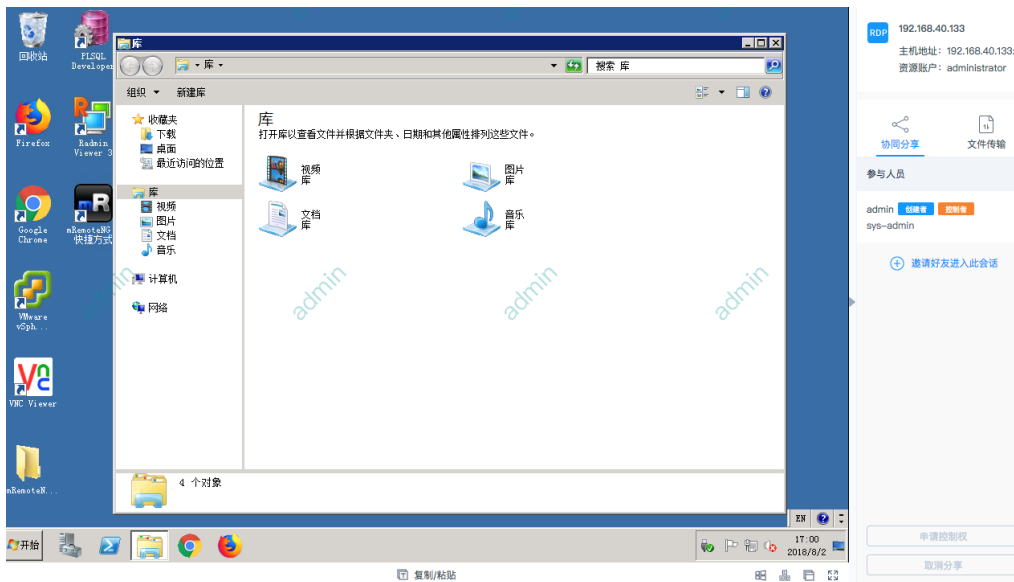 回收站
PLSQL
Developer
Firefox
Radmin
Viewer 3
Google
Chrome
mRemoteNG
快捷方式
VMware
vSph...
VNC Viewer
mRemoteN...
库
库
搜索 库
组织
新建库
收藏夹
下载
桌面
最近访问的位置
库
视频
图片
文档
音乐
计算机
网络
库
打开库以查看文件并根据文件夹、日期和其他属性排列这些文件。
视频
库
图片
库
文档
库
音乐
库
admin
admin
admin
admin
4 个对象
EN
开始
17:00
2018/8/2
复制/粘贴
RDP
192.168.40.133
主机地址: 192.168.40.133:
资源账户: administrator
协同分享
文件传输
参与人员
admin 创建者 控制者
sys-admin
邀请好友进入此会话
申请控制权
取消分享